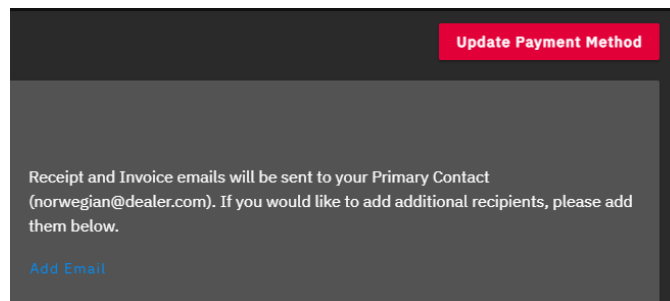 Update Payment Method
Receipt and Invoice emails will be sent to your Primary Contact
(norwegian@dealer.com). If you would like to add additional recipients, please add
them below.
Add Email